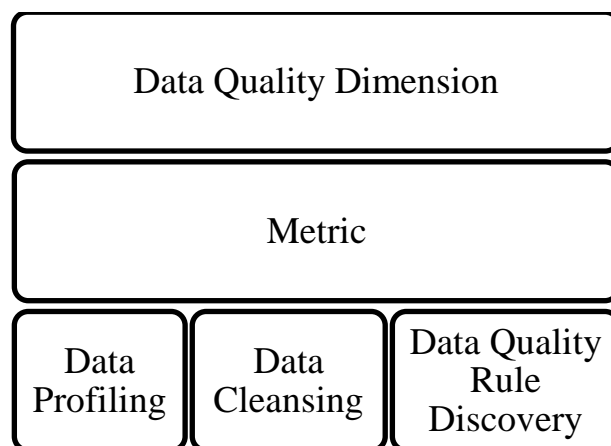 Data Quality Dimension
Metric
Data
Profiling
Data
Cleansing
Data Quality
Rule
Discovery